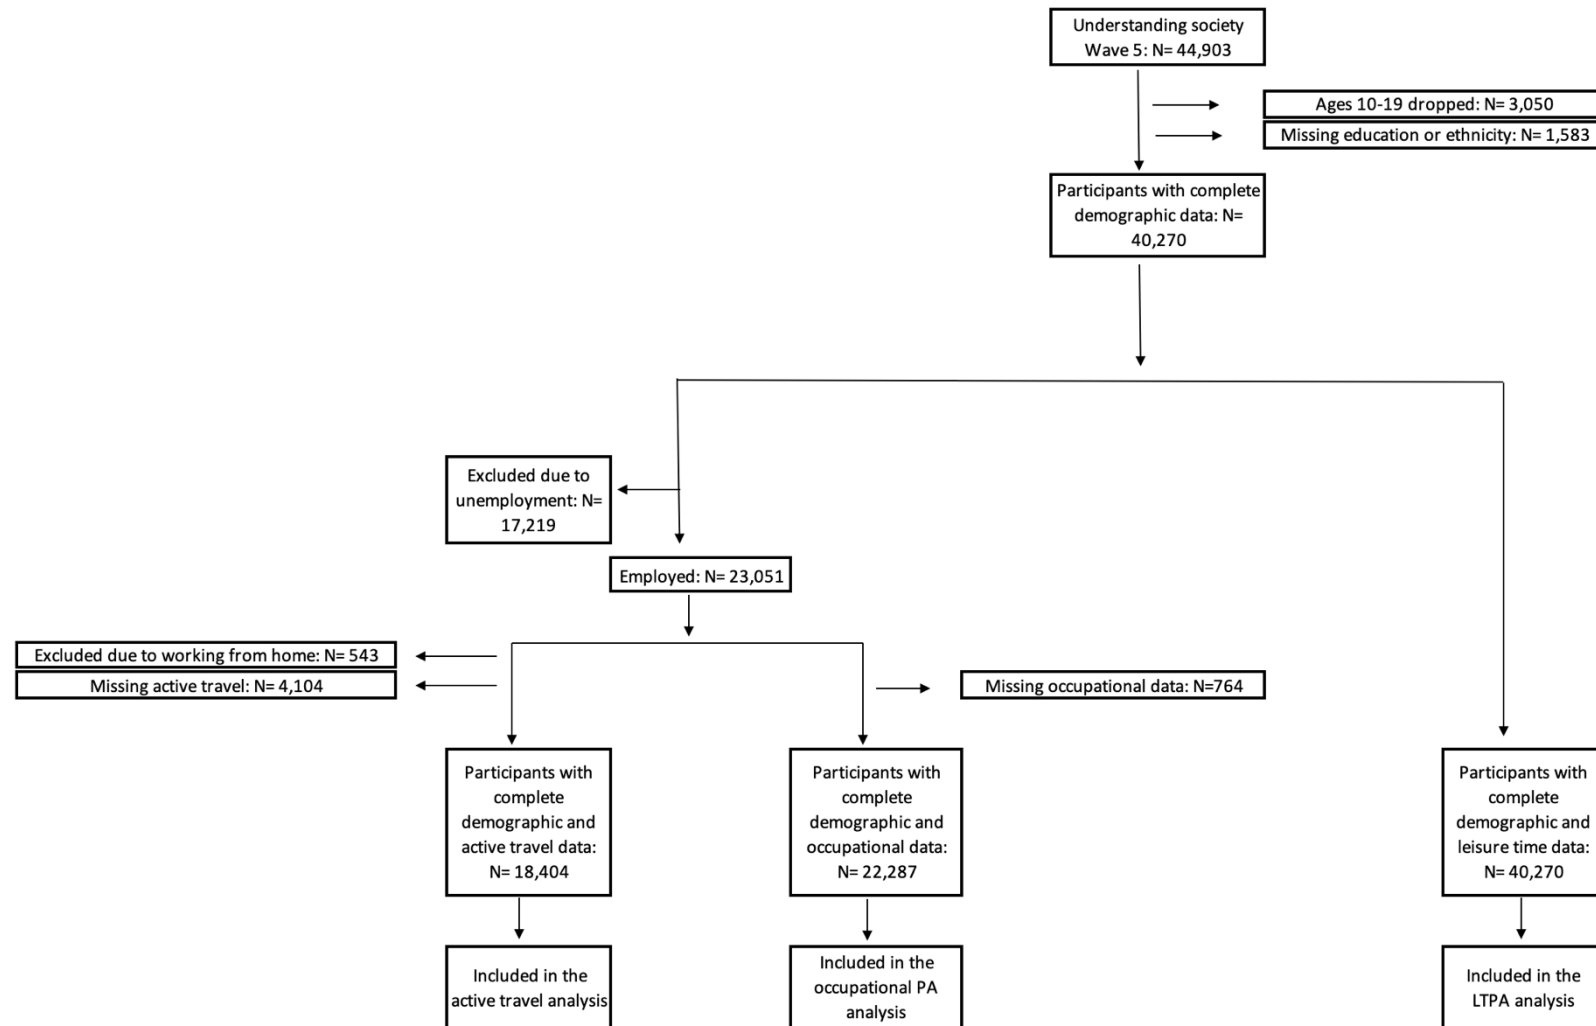 Understanding society
Wave 5: N= 44,903
Ages 10-19 dropped: N= 3,050
Missing education or ethnicity: N= 1,583
Participants with complete
demographic data: N=
40,270
Excluded due to
unemployment: N=
17,219
Employed: N= 23,051
Excluded due to working from home: N= 543
Missing active travel: N= 4,104
Missing occupational data: N=764
Participants with
complete
demographic and
active travel data:
N= 18,404
Participants with
complete
demographic and
occupational data:
N= 22,287
Participants with
complete
demographic and
leisure time data:
N= 40,270
Included in the
active travel analysis
Included in the
occupational PA
analysis
Included in the
LTPA analysis